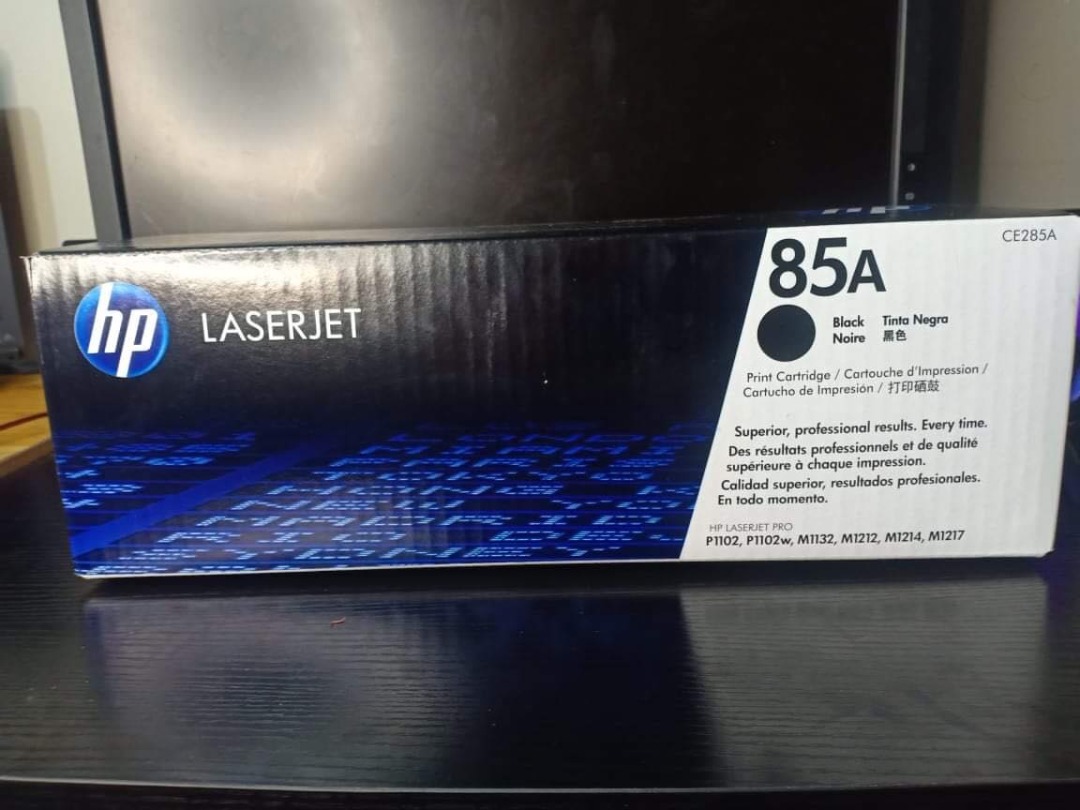 hp
LASERJET
85A
CE285A
Black Tinta Negra
Noire 黑色
Print Cartridge / Cartouche d'Impression /
Cartucho de Impresión / 打印硒鼓
Superior, professional results. Every time.
Des résultats professionnels et de qualité
supérieure à chaque impression.
Calidad superior, resultados profesionales.
En todo momento.
HP LASERJET PRO
P1102, P1102w, M1132, M1212, M1214, M1217